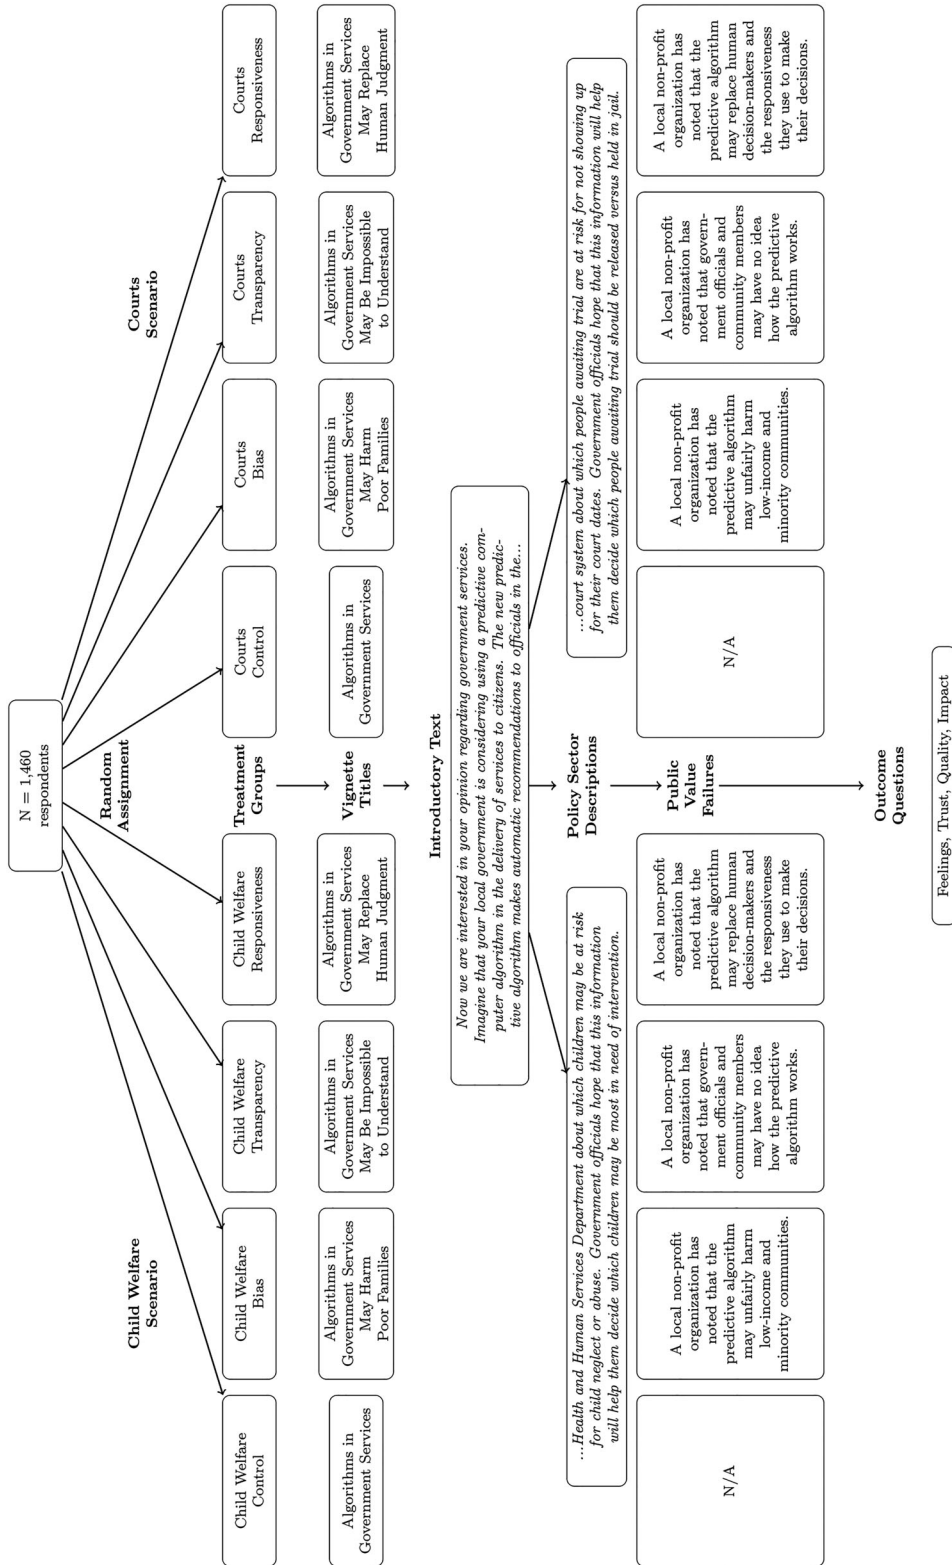 N = 1,460
respondents
Random
Assignment
Child Welfare
Scenario
Courts
Scenario
Treatment
Groups
Child Welfare
Control
Child Welfare
Bias
Child Welfare
Transparency
Child Welfare
Responsiveness
Courts
Control
Courts
Bias
Courts
Transparency
Courts
Responsiveness
Vignette
Titles
Algorithms in
Government Services
Algorithms in
Government Services
May Harm
Poor Families
Algorithms in
Government Services
May Be Impossible
to Understand
Algorithms in
Government Services
May Replace
Human Judgment
Algorithms in
Government Services
Algorithms in
Government Services
May Harm
Poor Families
Algorithms in
Government Services
May Be Impossible
to Understand
Algorithms in
Government Services
May Replace
Human Judgment
Introductory Text
Now we are interested in your opinion regarding government services.
Imagine that your local government is considering using a predictive com-
puter algorithm in the delivery of services to citizens. The new predic-
tive algorithm makes automatic recommendations to officials in the...
Policy Sector
Descriptions
...Health and Human Services Department about which children may be at risk
for child neglect or abuse. Government officials hope that this information
will help them decide which children may be most in need of intervention.
...court system about which people awaiting trial are at risk for not showing up
for their court dates. Government officials hope that this information will help
them decide which people awaiting trial should be released versus held in jail.
Public
Value
Failures
N/A
A local non-profit
organization has
noted that the
predictive algorithm
may unfairly harm
low-income and
minority communities.
A local non-profit
organization has
noted that govern-
ment officials and
community members
may have no idea
how the predictive
algorithm works.
A local non-profit
organization has
noted that the
predictive algorithm
may replace human
decision-makers and
the responsiveness
they use to make
their decisions.
N/A
A local non-profit
organization has
noted that the
predictive algorithm
may unfairly harm
low-income and
minority communities.
A local non-profit
organization has
noted that govern-
ment officials and
community members
may have no idea
how the predictive
algorithm works.
A local non-profit
organization has
noted that the
predictive algorithm
may replace human
decision-makers and
the responsiveness
they use to make
their decisions.
Outcome
Questions
Feelings, Trust, Quality, Impact